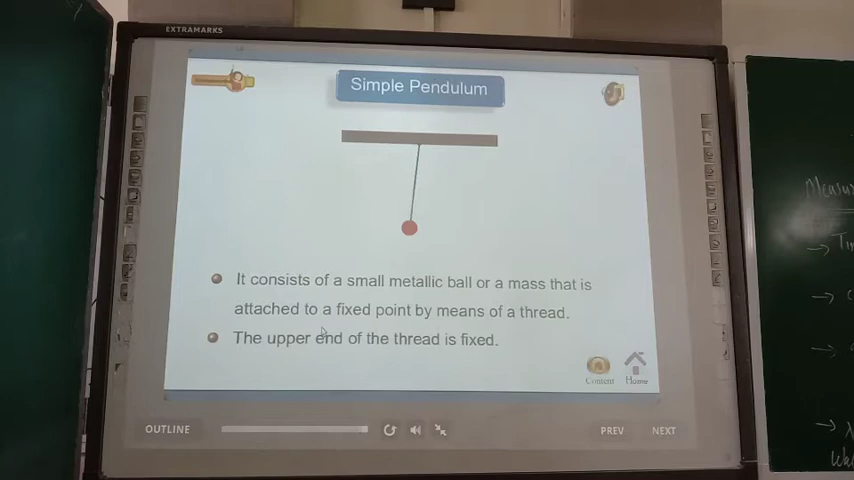 EXTRAMARKS
Simple Pendulum
It consists of a small metallic ball or a mass that is
attached to a fixed point by means of a thread.
The upper end of the thread is fixed.
Content
Home
OUTLINE
PREV
NEXT